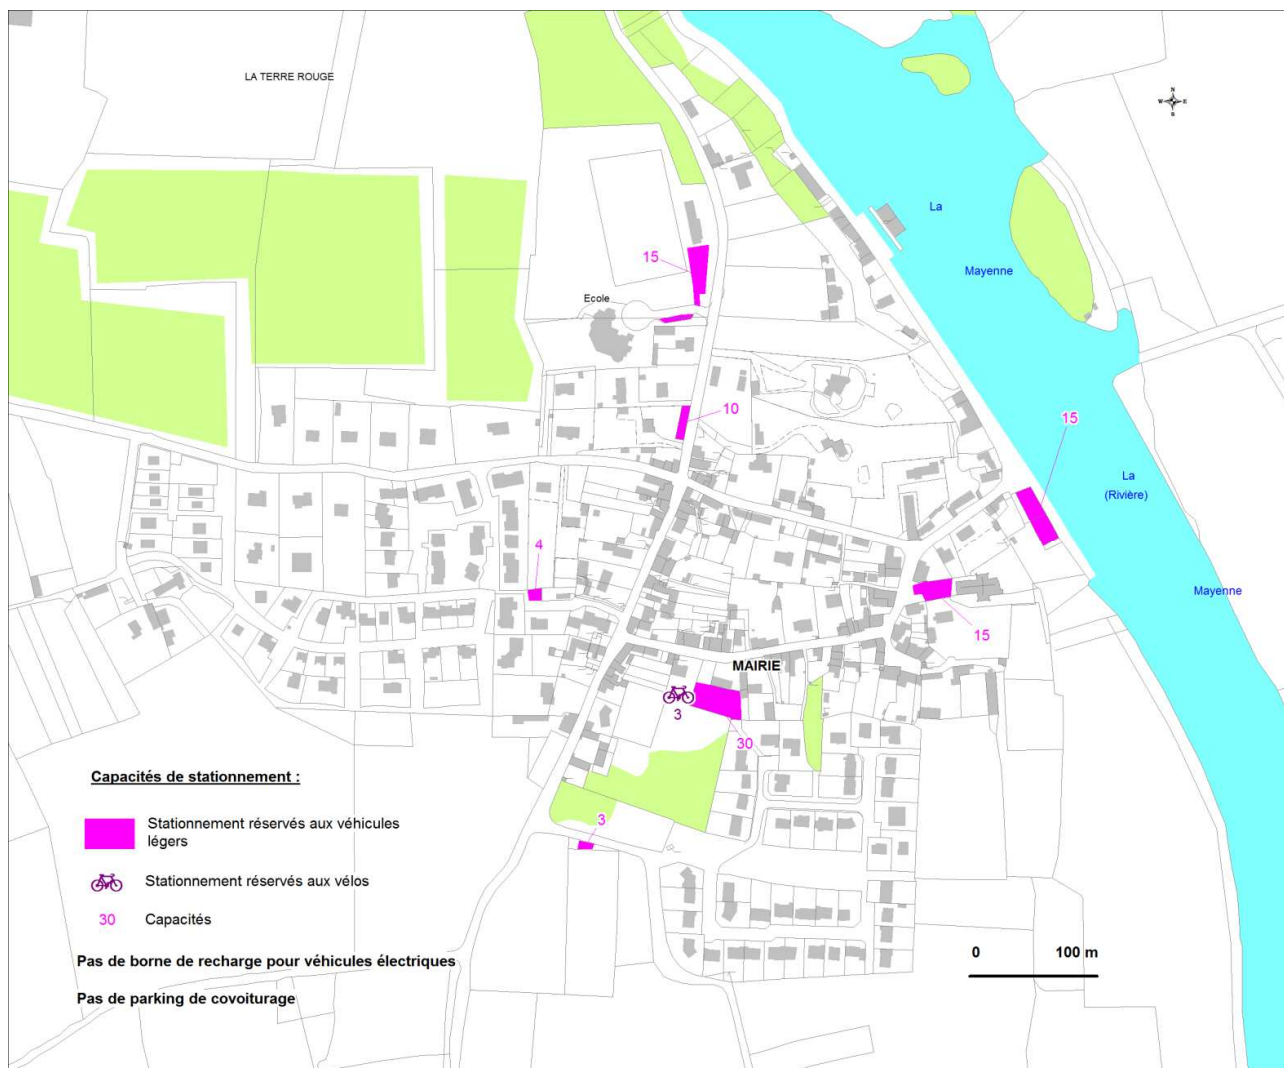 LA TERRE ROUGE
N
W E
S
La
Mayenne
15
Ecole
10
15
La
(Rivière)
4
Mayenne
15
MAIRIE
3
30
Capacités de stationnement :
3
Stationnement réservés aux véhicules
légers
Stationnement réservés aux vélos
30 Capacités
0 100 m
Pas de borne de recharge pour véhicules électriques
Pas de parking de covoiturage